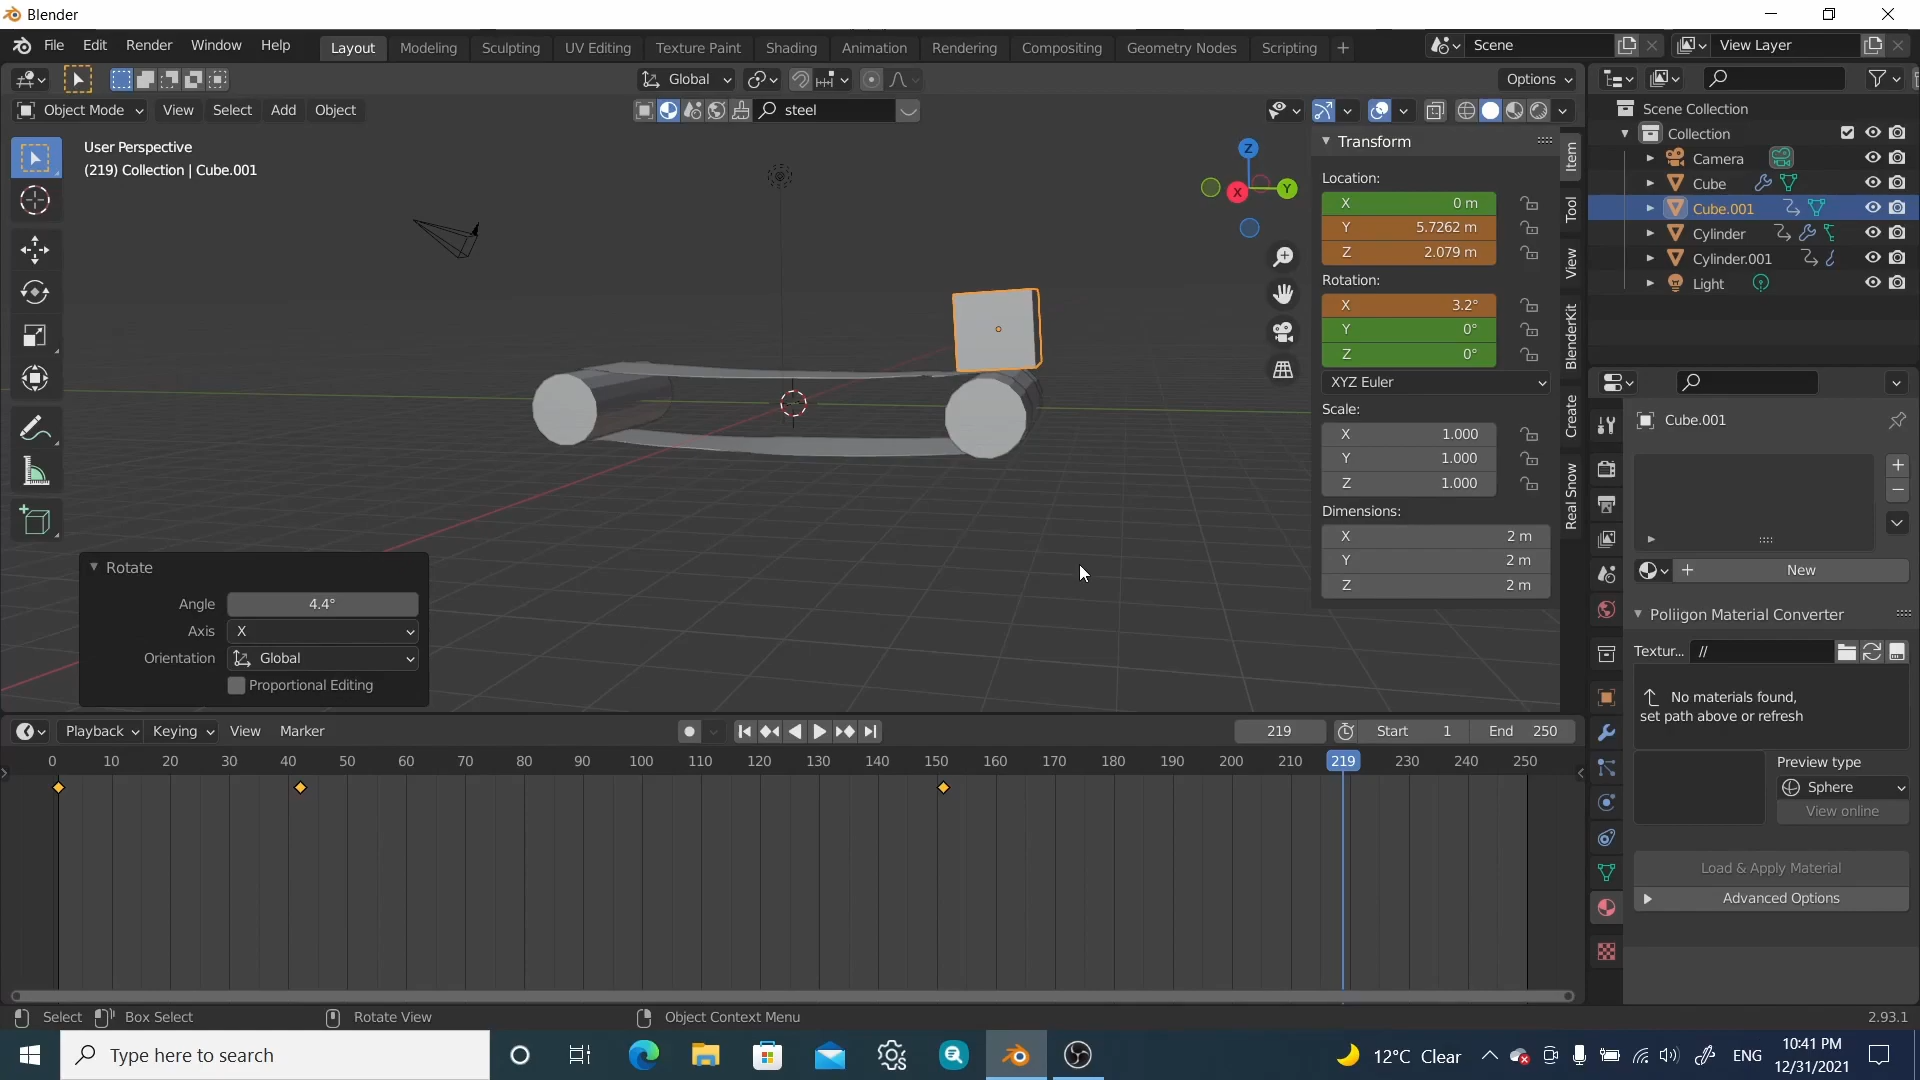 Blender
File Edit Render Window Help Layout Modeling Sculpting UV Editing Texture Paint Shading Animation Rendering Compositing Geometry Nodes Scripting + Scene View Layer
Global Options
Object Mode View Select Add Object steel
User Perspective
(219) Collection | Cube.001
Z
Y
X
Transform
Location:
X 0 m
Y 5.7262 m
Z 2.079 m
Rotation:
X 3.2°
Y 0°
Z 0°
XYZ Euler
Scale:
X 1.000
Y 1.000
Z 1.000
Dimensions:
X 2 m
Y 2 m
Z 2 m
Item
Tool
View
BlenderKit
Create
Real Snow
Scene Collection
Collection
Camera
Cube
Cube.001
Cylinder
Cylinder.001
Light
Cube.001
New
Poliigon Material Converter
Textur... //
No materials found,
set path above or refresh
Preview type
Sphere
View online
Load & Apply Material
Advanced Options
Rotate
Angle 4.4°
Axis X
Orientation Global
Proportional Editing
Playback Keying View Marker 219 Start 1 End 250
0 10 20 30 40 50 60 70 80 90 100 110 120 130 140 150 160 170 180 190 200 210 219 230 240 250
Select Box Select Rotate View Object Context Menu 2.93.1
Type here to search 12°C Clear ENG 10:41 PM
12/31/2021